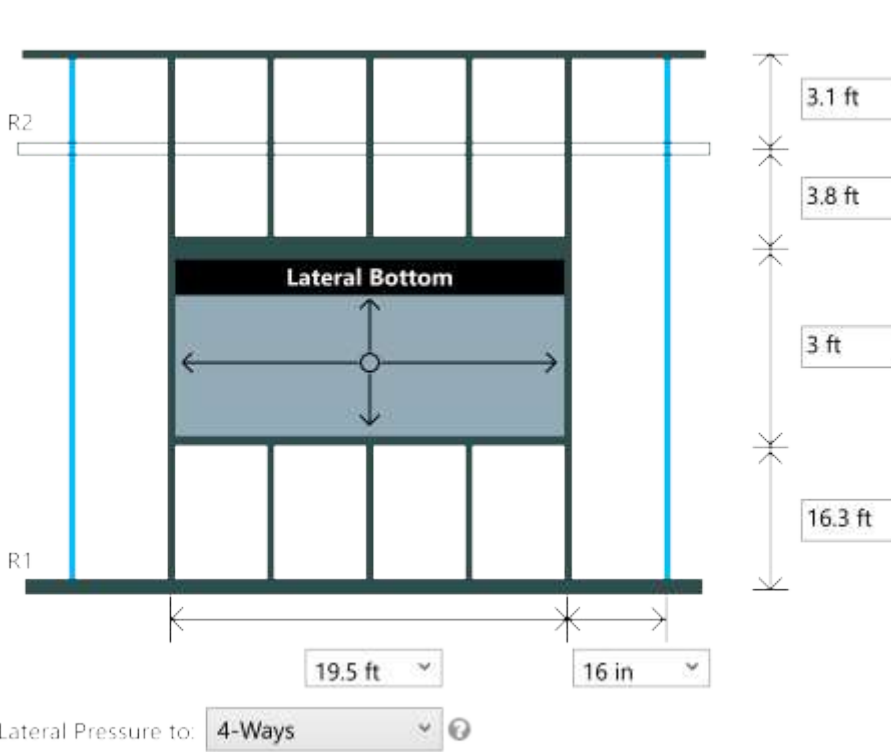 3.1 ft
R2
3.8 ft
Lateral Bottom
3 ft
16.3 ft
R1
19.5 ft
16 in
Lateral Pressure to: 4-Ways ?